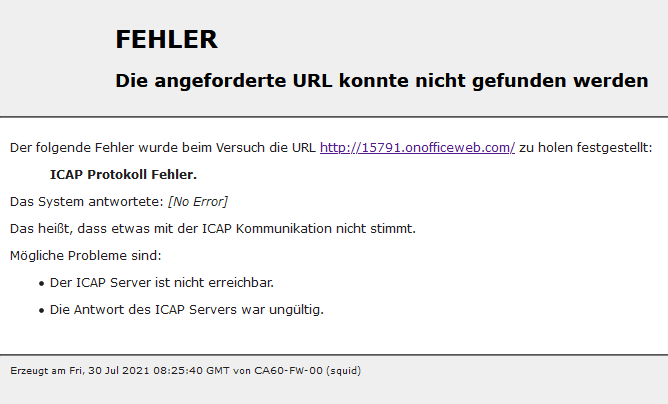 FEHLER
Die angeforderte URL konnte nicht gefunden werden
Der folgende Fehler wurde beim Versuch die URL http://15791.onofficeweb.com/ zu holen festgestellt:
ICAP Protokoll Fehler.
Das System antwortete: [No Error]
Das heißt, dass etwas mit der ICAP Kommunikation nicht stimmt.
Mögliche Probleme sind:
• Der ICAP Server ist nicht erreichbar.
• Die Antwort des ICAP Servers war ungültig.
Erzeugt am Fri, 30 Jul 2021 08:25:40 GMT von CA60-FW-00 (squid)